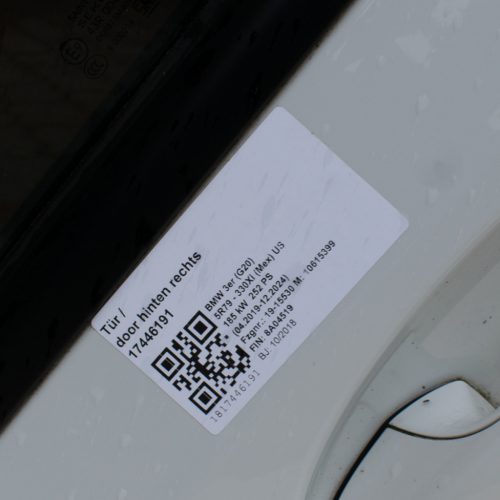 Tür /
door hinten rechts
17446191
BMW 3er (G20)
5R79 - 330XI (Mex) US
185 kW 252 PS
(04.2019-12.2024)
Fzgnr.: 19-15530 M: 10615399
FIN: 8A04519
BJ: 10/2018
1817446191